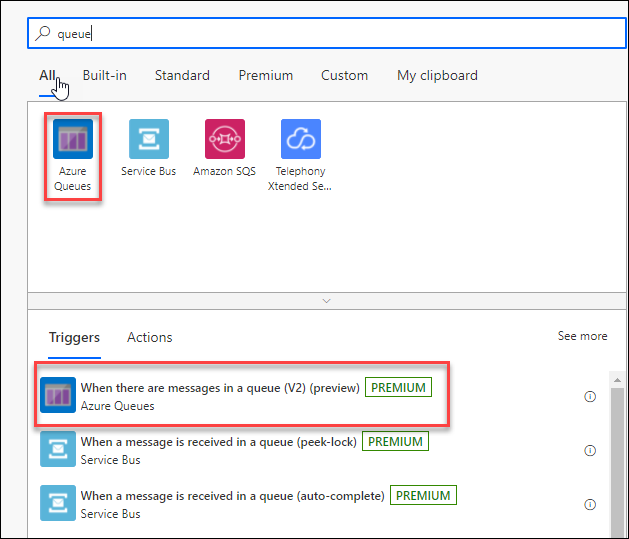 queue
All Built-in Standard Premium Custom My clipboard
Azure Queues
Service Bus
Amazon SQS
Telephony Xtended Se...
Triggers Actions See more
When there are messages in a queue (V2) (preview) PREMIUM
Azure Queues
When a message is received in a queue (peek-lock) PREMIUM
Service Bus
When a message is received in a queue (auto-complete) PREMIUM
Service Bus